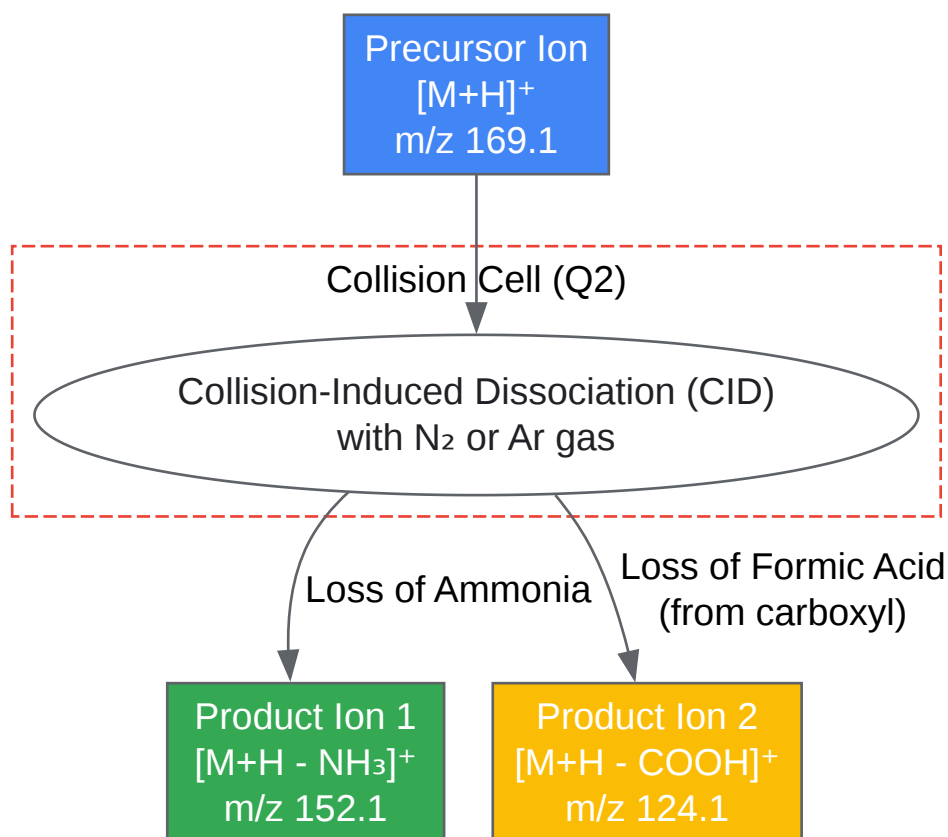 Precursor Ion
[M+H]⁺
m/z 169.1
Collision Cell (Q2)
Collision-Induced Dissociation (CID)
with N₂ or Ar gas
Loss of Ammonia
Loss of Formic Acid
(from carboxyl)
Product Ion 1
[M+H - NH₃]⁺
m/z 152.1
Product Ion 2
[M+H - COOH]⁺
m/z 124.1